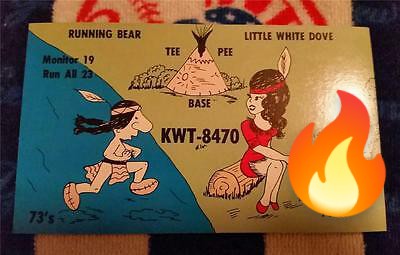 RUNNING BEAR
LITTLE WHITE DOVE
Monitor 19
Run All 23
TEE PEE
BASE
KWT-8470
73's